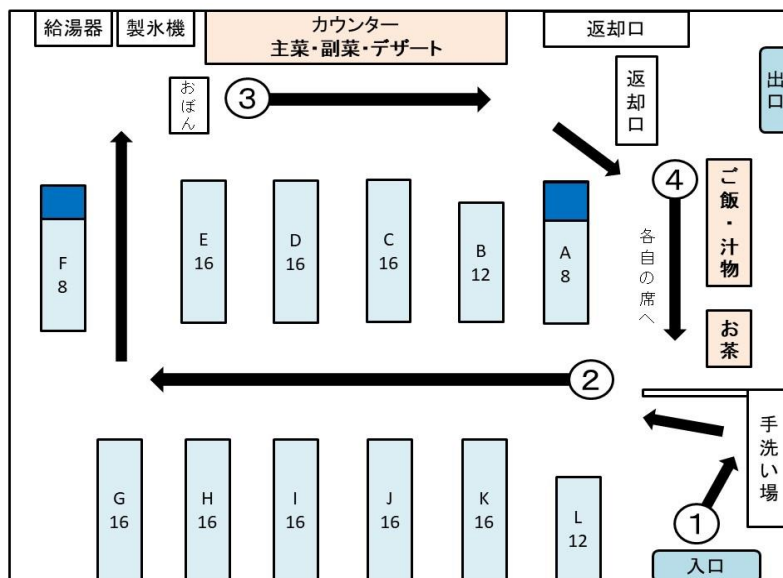 給湯器
製氷機
カウンター
主菜・副菜・デザート
返却口
返却口
出口
おぼん
③
④
ご飯・汁物
各自の席へ
お茶
F
8
E
16
D
16
C
16
B
12
A
8
②
手洗い場
G
16
H
16
I
16
J
16
K
16
L
12
①
入口